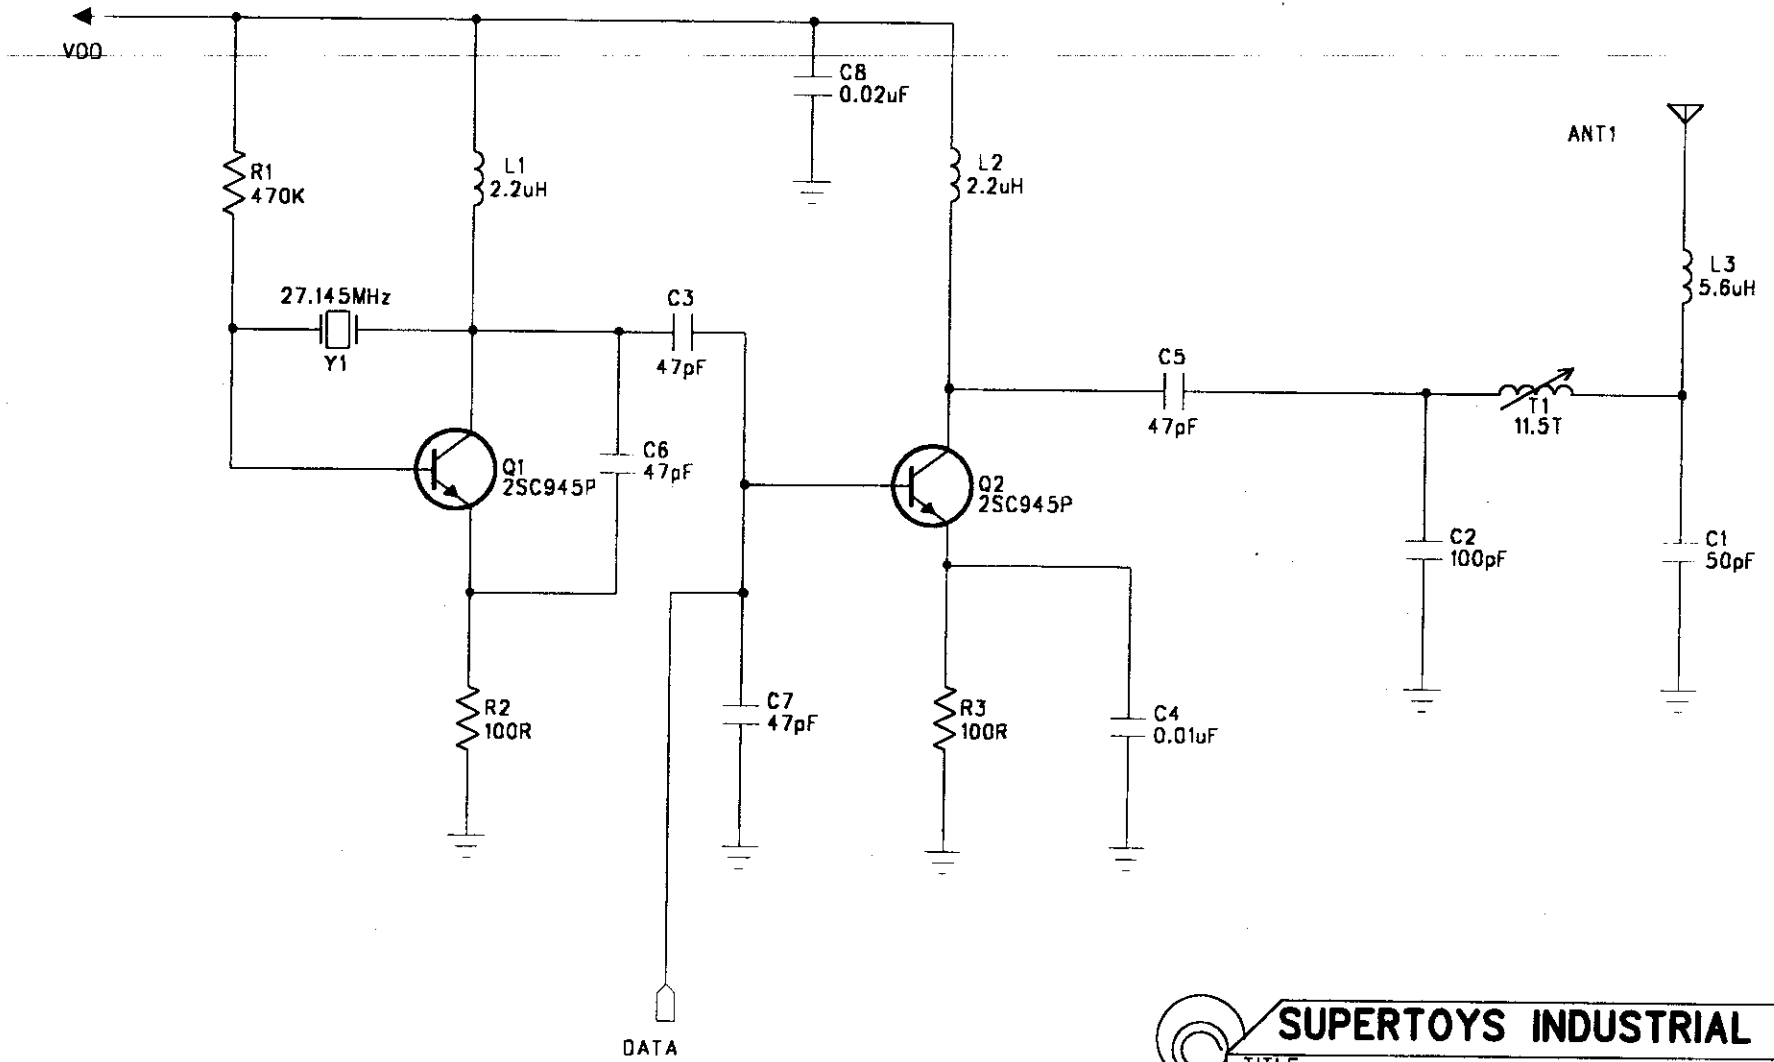 VDD
C8
0.02uF
ANT1
R1
470K
L1
2.2uH
L2
2.2uH
L3
5.6uH
27.145MHz
Y1
C3
47pF
C5
47pF
T1
11.5T
C6
47pF
Q1
2SC945P
Q2
2SC945P
C2
100pF
C1
50pF
R2
100R
C7
47pF
R3
100R
C4
0.01uF
DATA
SUPERTOYS INDUSTRIAL
TITLE